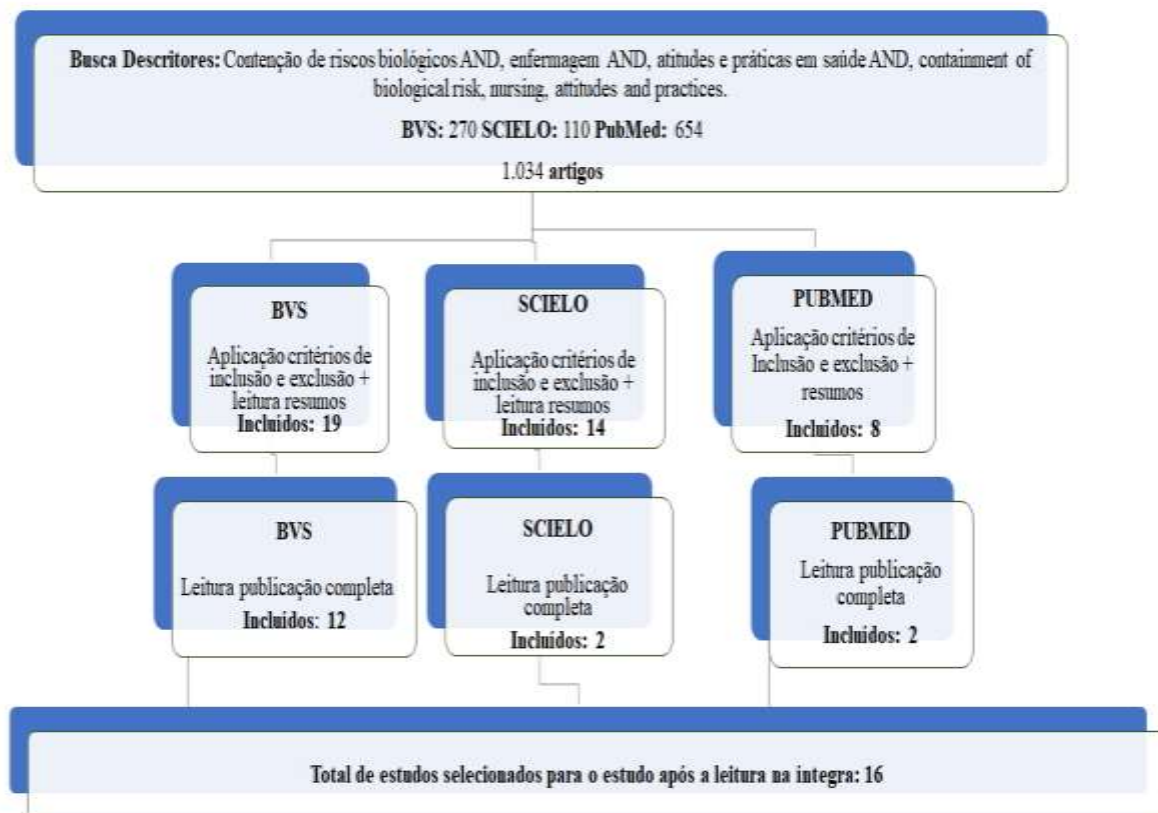 Busca Descritores: Contenção de riscos biológicos AND, enfermagem AND, atitudes e práticas em saúde AND, containment of
biological risk, nursing, attitudes and practices.
BVS: 270 SCIELO: 110 PubMed: 654
1.034 artigos
BVS
Aplicação critérios de
inclusão e exclusão +
leitura resumos
Incluidos: 19
SCIELO
Aplicação critérios de
inclusão e exclusão +
leitura resumos
Incluídos: 14
PUBMED
Aplicação critérios de
Inclusão e exclusão +
resumos
Incluídos: 8
BVS
Leitura publicação completa
Incluídos: 12
SCIELO
Leitura publicação
completa
Incluídos: 2
PUBMED
Leitura publicação
completa
Incluídos: 2
Total de estudos selecionados para o estudo após a leitura na integra: 16